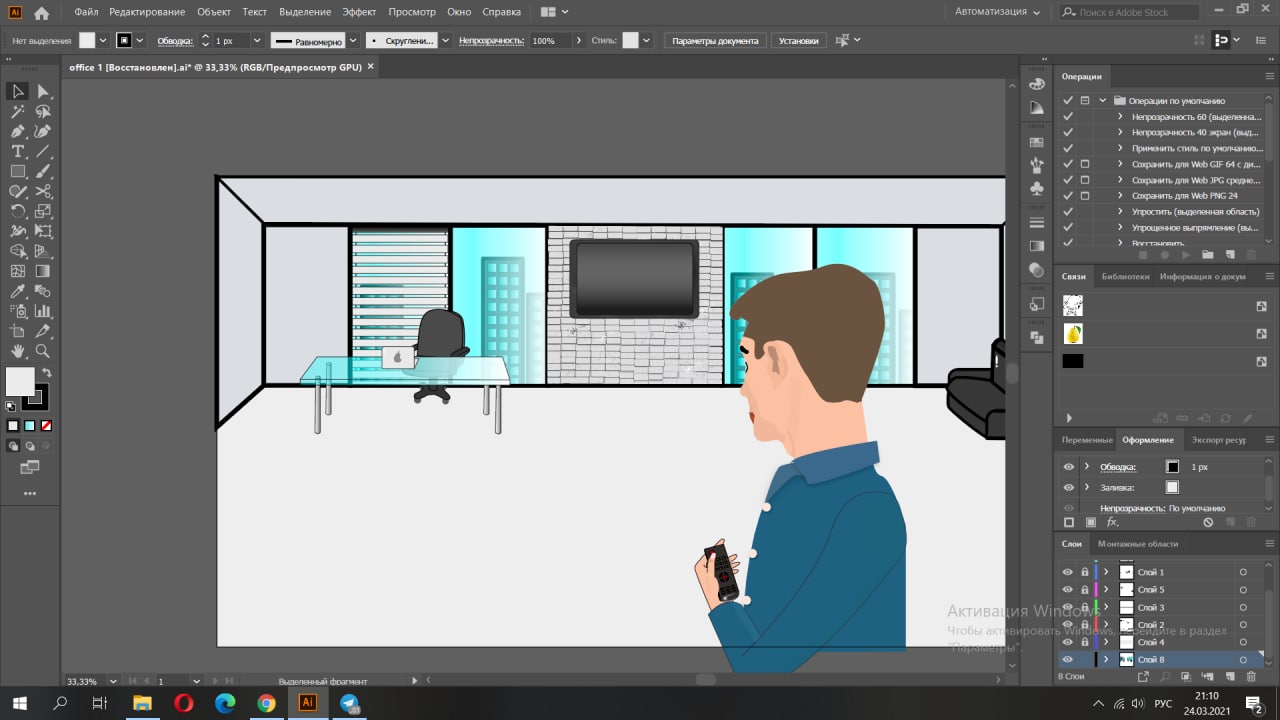 Файл Редактирование Объект Текст Выделение Эффект Просмотр Окно Справка Автоматизация Поиск в Adobe Stock
Нет выделения Обводка: 1 px Равномерно Скруглени... Непрозрачность: 100% Стиль: Параметры документа Установки
office 1 [Восстановлен].ai* @ 33,33% (RGB/Предпросмотр GPU)
Операции
Операции по умолчанию
Непрозрачность 60 (выделенна...
Непрозрачность 40 экран (выд...
Применить стиль по умолчанию...
Сохранить для Web GIF 64 с ди...
Сохранить для Web JPG средне...
Сохранить для Web PNG 24
Упростить (выделенная область)
Упрощенное выпрямление (вы...
Восстановить
Связи Библиотеки Информация о докум
Переменные Оформление Экспорт ресур
Обводка: 1 px
Заливка:
Непрозрачность: По умолчанию
fx.
Слои Монтажные области
Слой 1
Слой 5
Слой 3
Слой 2
Слой 4
Слой 8
8 Слои
Активация Windows
Чтобы активировать Windows, перейдите в раздел
"Параметры".
33,33% 1 Выделенный фрагмент
Ai
РУС
21:10
24.03.2021
2